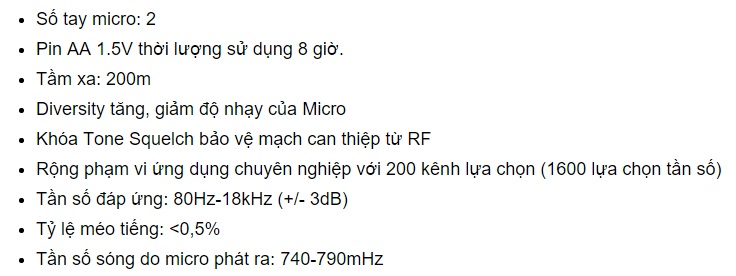 • Số tay micro: 2
• Pin AA 1.5V thời lượng sử dụng 8 giờ.
• Tầm xa: 200m
• Diversity tăng, giảm độ nhạy của Micro
• Khóa Tone Squelch bảo vệ mạch can thiệp từ RF
• Rộng phạm vi ứng dụng chuyên nghiệp với 200 kênh lựa chọn (1600 lựa chọn tần số)
• Tần số đáp ứng: 80Hz-18kHz (+/- 3dB)
• Tỷ lệ méo tiếng: <0,5%
• Tần số sóng do micro phát ra: 740-790mHz